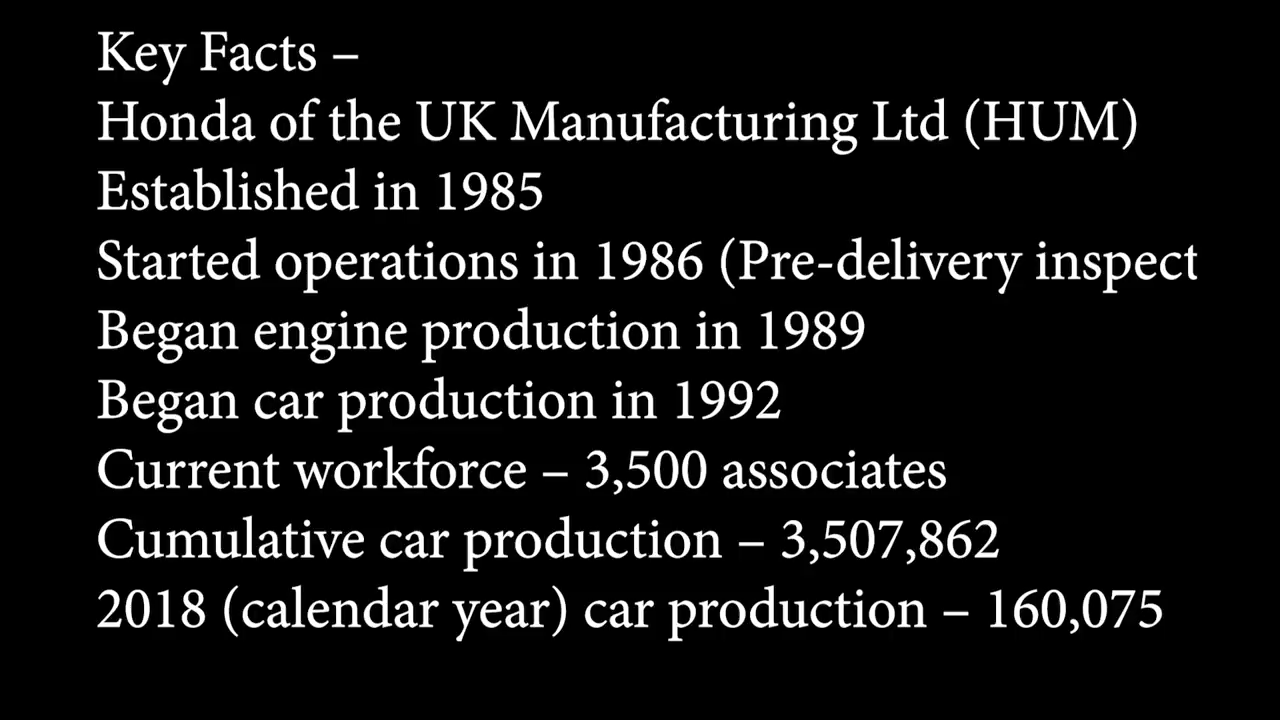 Key Facts –
Honda of the UK Manufacturing Ltd (HUM)
Established in 1985
Started operations in 1986 (Pre-delivery inspect
Began engine production in 1989
Began car production in 1992
Current workforce – 3,500 associates
Cumulative car production – 3,507,862
2018 (calendar year) car production – 160,075